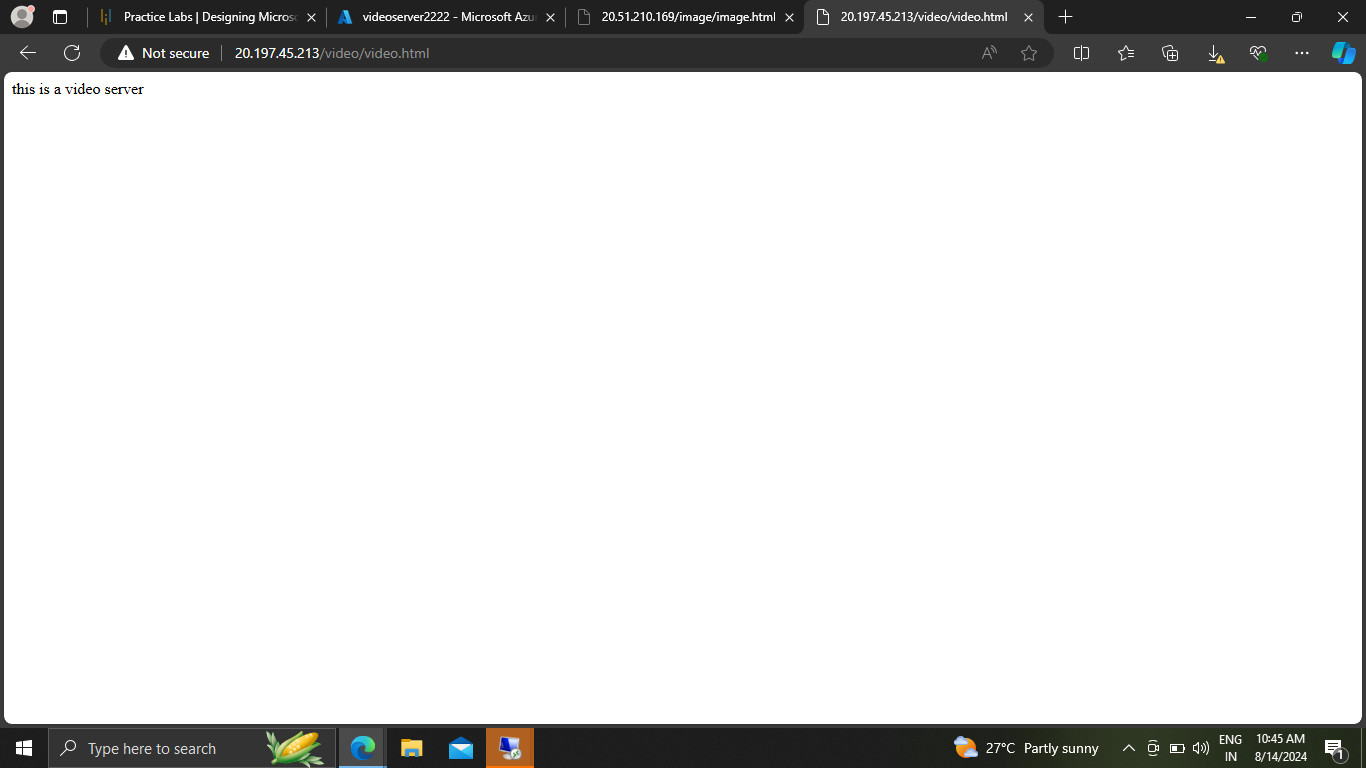 Practice Labs | Designing Micros
videoserver2222 - Microsoft Azu
20.51.210.169/image/image.html
20.197.45.213/video/video.html
Not secure
20.197.45.213/video/video.html
this is a video server
Type here to search
27°C Partly sunny
ENG
IN
10:45 AM
8/14/2024
1